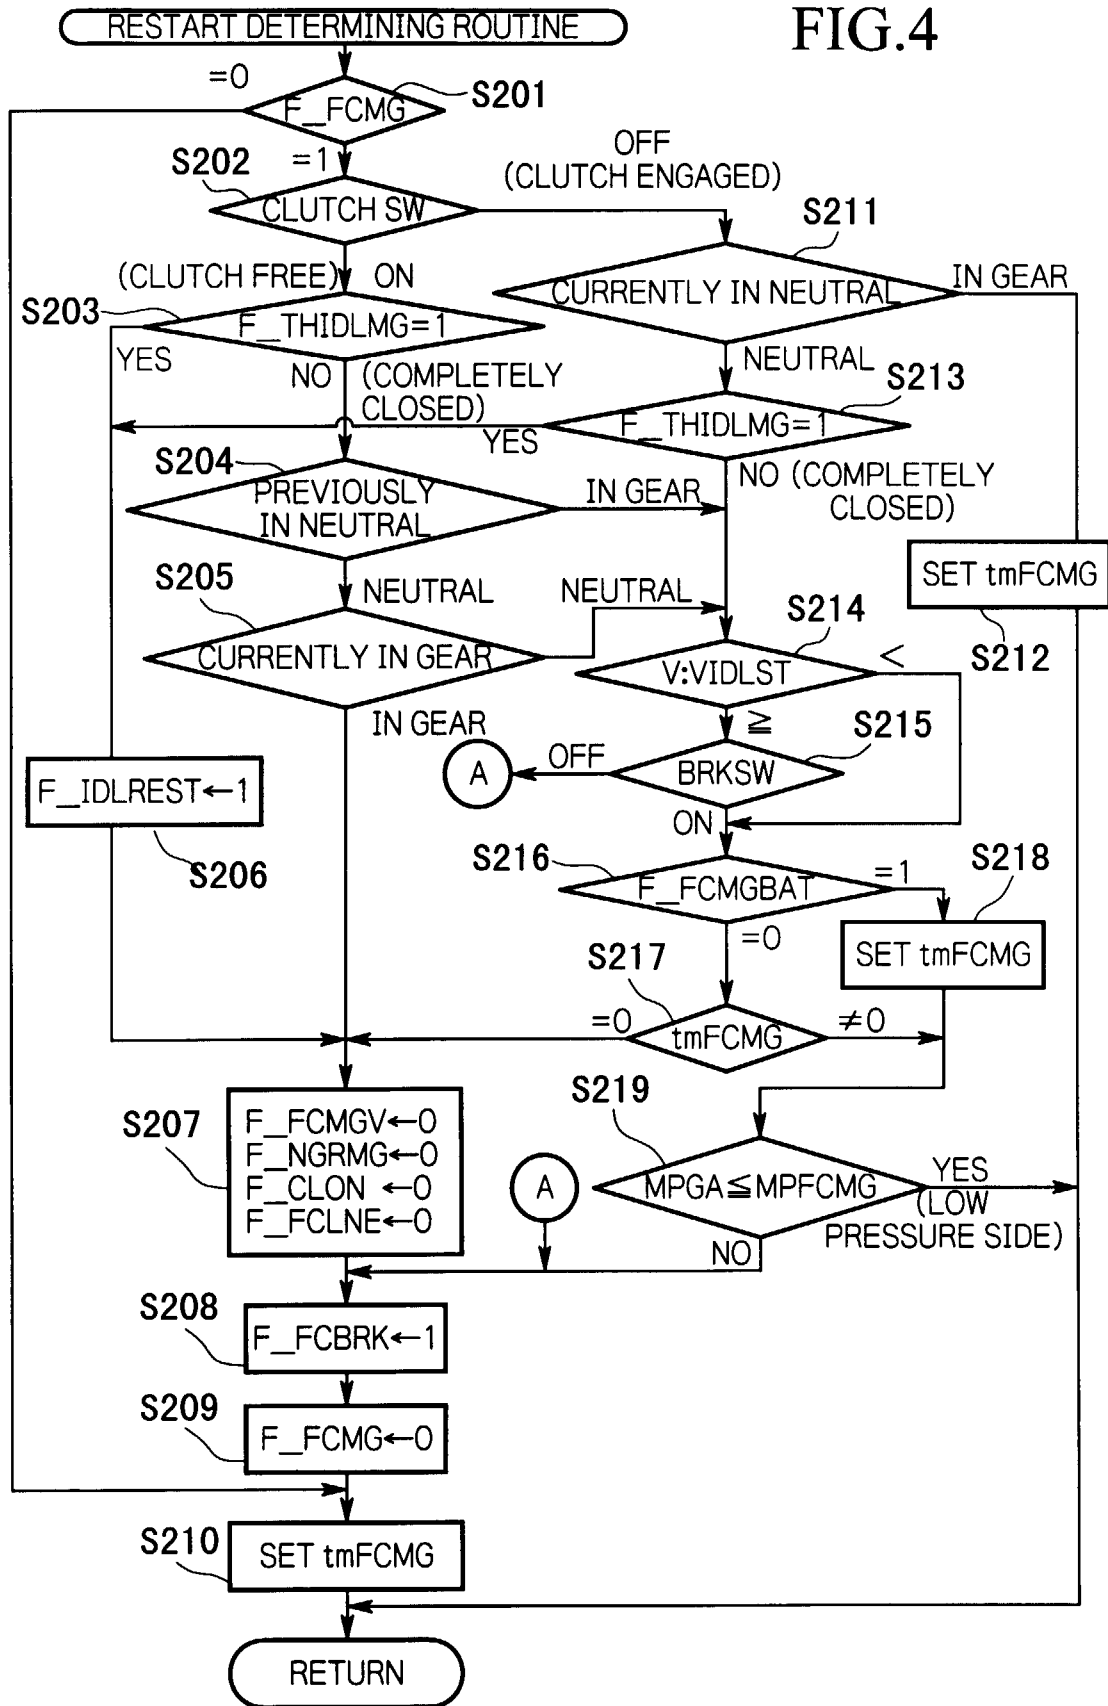 FIG.4
RESTART DETERMINING ROUTINE
=0
F_FCMG
S201
=1
S202
CLUTCH SW
OFF
(CLUTCH ENGAGED)
S211
(CLUTCH FREE)
ON
CURRENTLY IN NEUTRAL
IN GEAR
S203
F_THIDLMG=1
YES
NO
(COMPLETELY
CLOSED)
NEUTRAL
S213
F_THIDLMG=1
YES
S204
PREVIOUSLY
IN NEUTRAL
IN GEAR
NO (COMPLETELY
CLOSED)
SET tmFCMG
S212
S205
NEUTRAL
NEUTRAL
CURRENTLY IN GEAR
S214
V:VIDLST
<
IN GEAR
≧
S215
A
OFF
BRKSW
F_IDLREST←1
S206
ON
S216
F_FCMGBAT
=1
S218
=0
SET tmFCMG
S217
=0
tmFCMG
≠0
S207
F_FCMGV←0
F_NGRMG←0
F_CLON ←0
F_FCLNE←0
S219
A
MPGA≦MPFCMG
YES
(LOW
PRESSURE SIDE)
NO
S208
F_FCBRK←1
S209
F_FCMG←0
S210
SET tmFCMG
RETURN